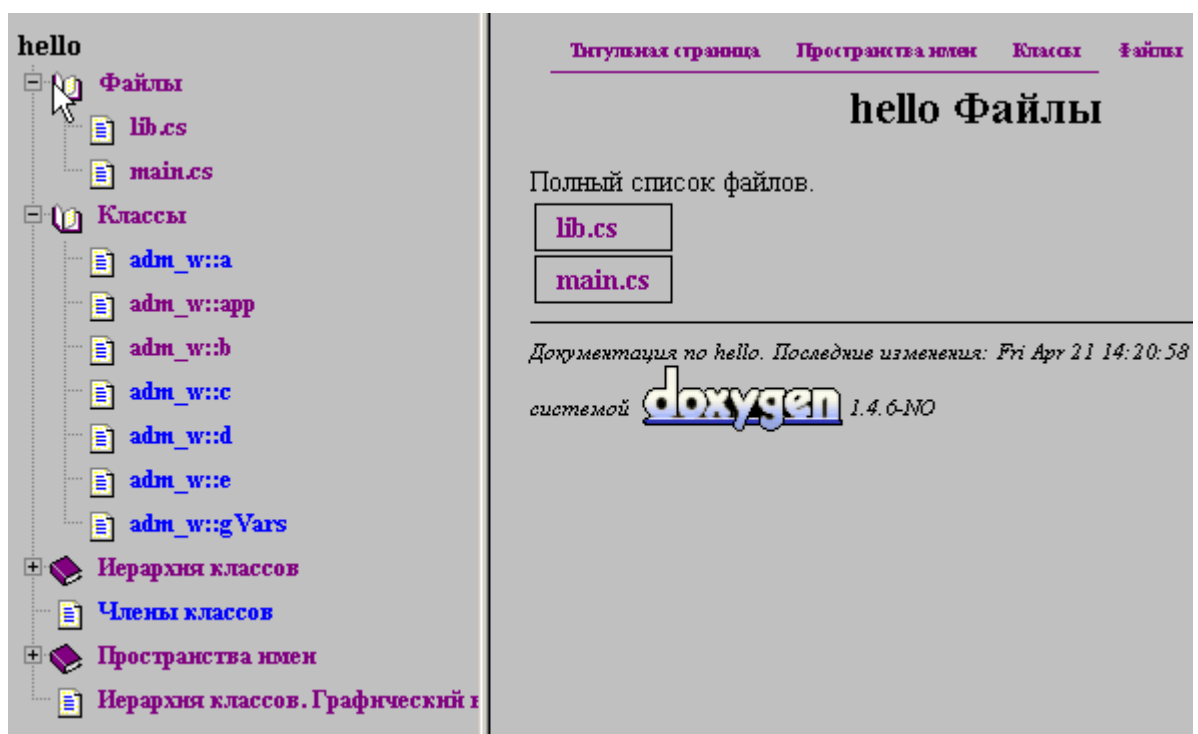 hello
Файлы
lib.cs
main.cs
Классы
adm_w::a
adm_w::app
adm_w::b
adm_w::c
adm_w::d
adm_w::e
adm_w::gVars
Иерархия классов
Члены классов
Пространства имен
Иерархия классов. Графический в
Титульная страница Пространства имен Классы Файлы
hello Файлы
Полный список файлов.
lib.cs
main.cs
Документация по hello. Последние изменения: Fri Apr 21 14:20:58
системой doxygen 1.4.6-NO